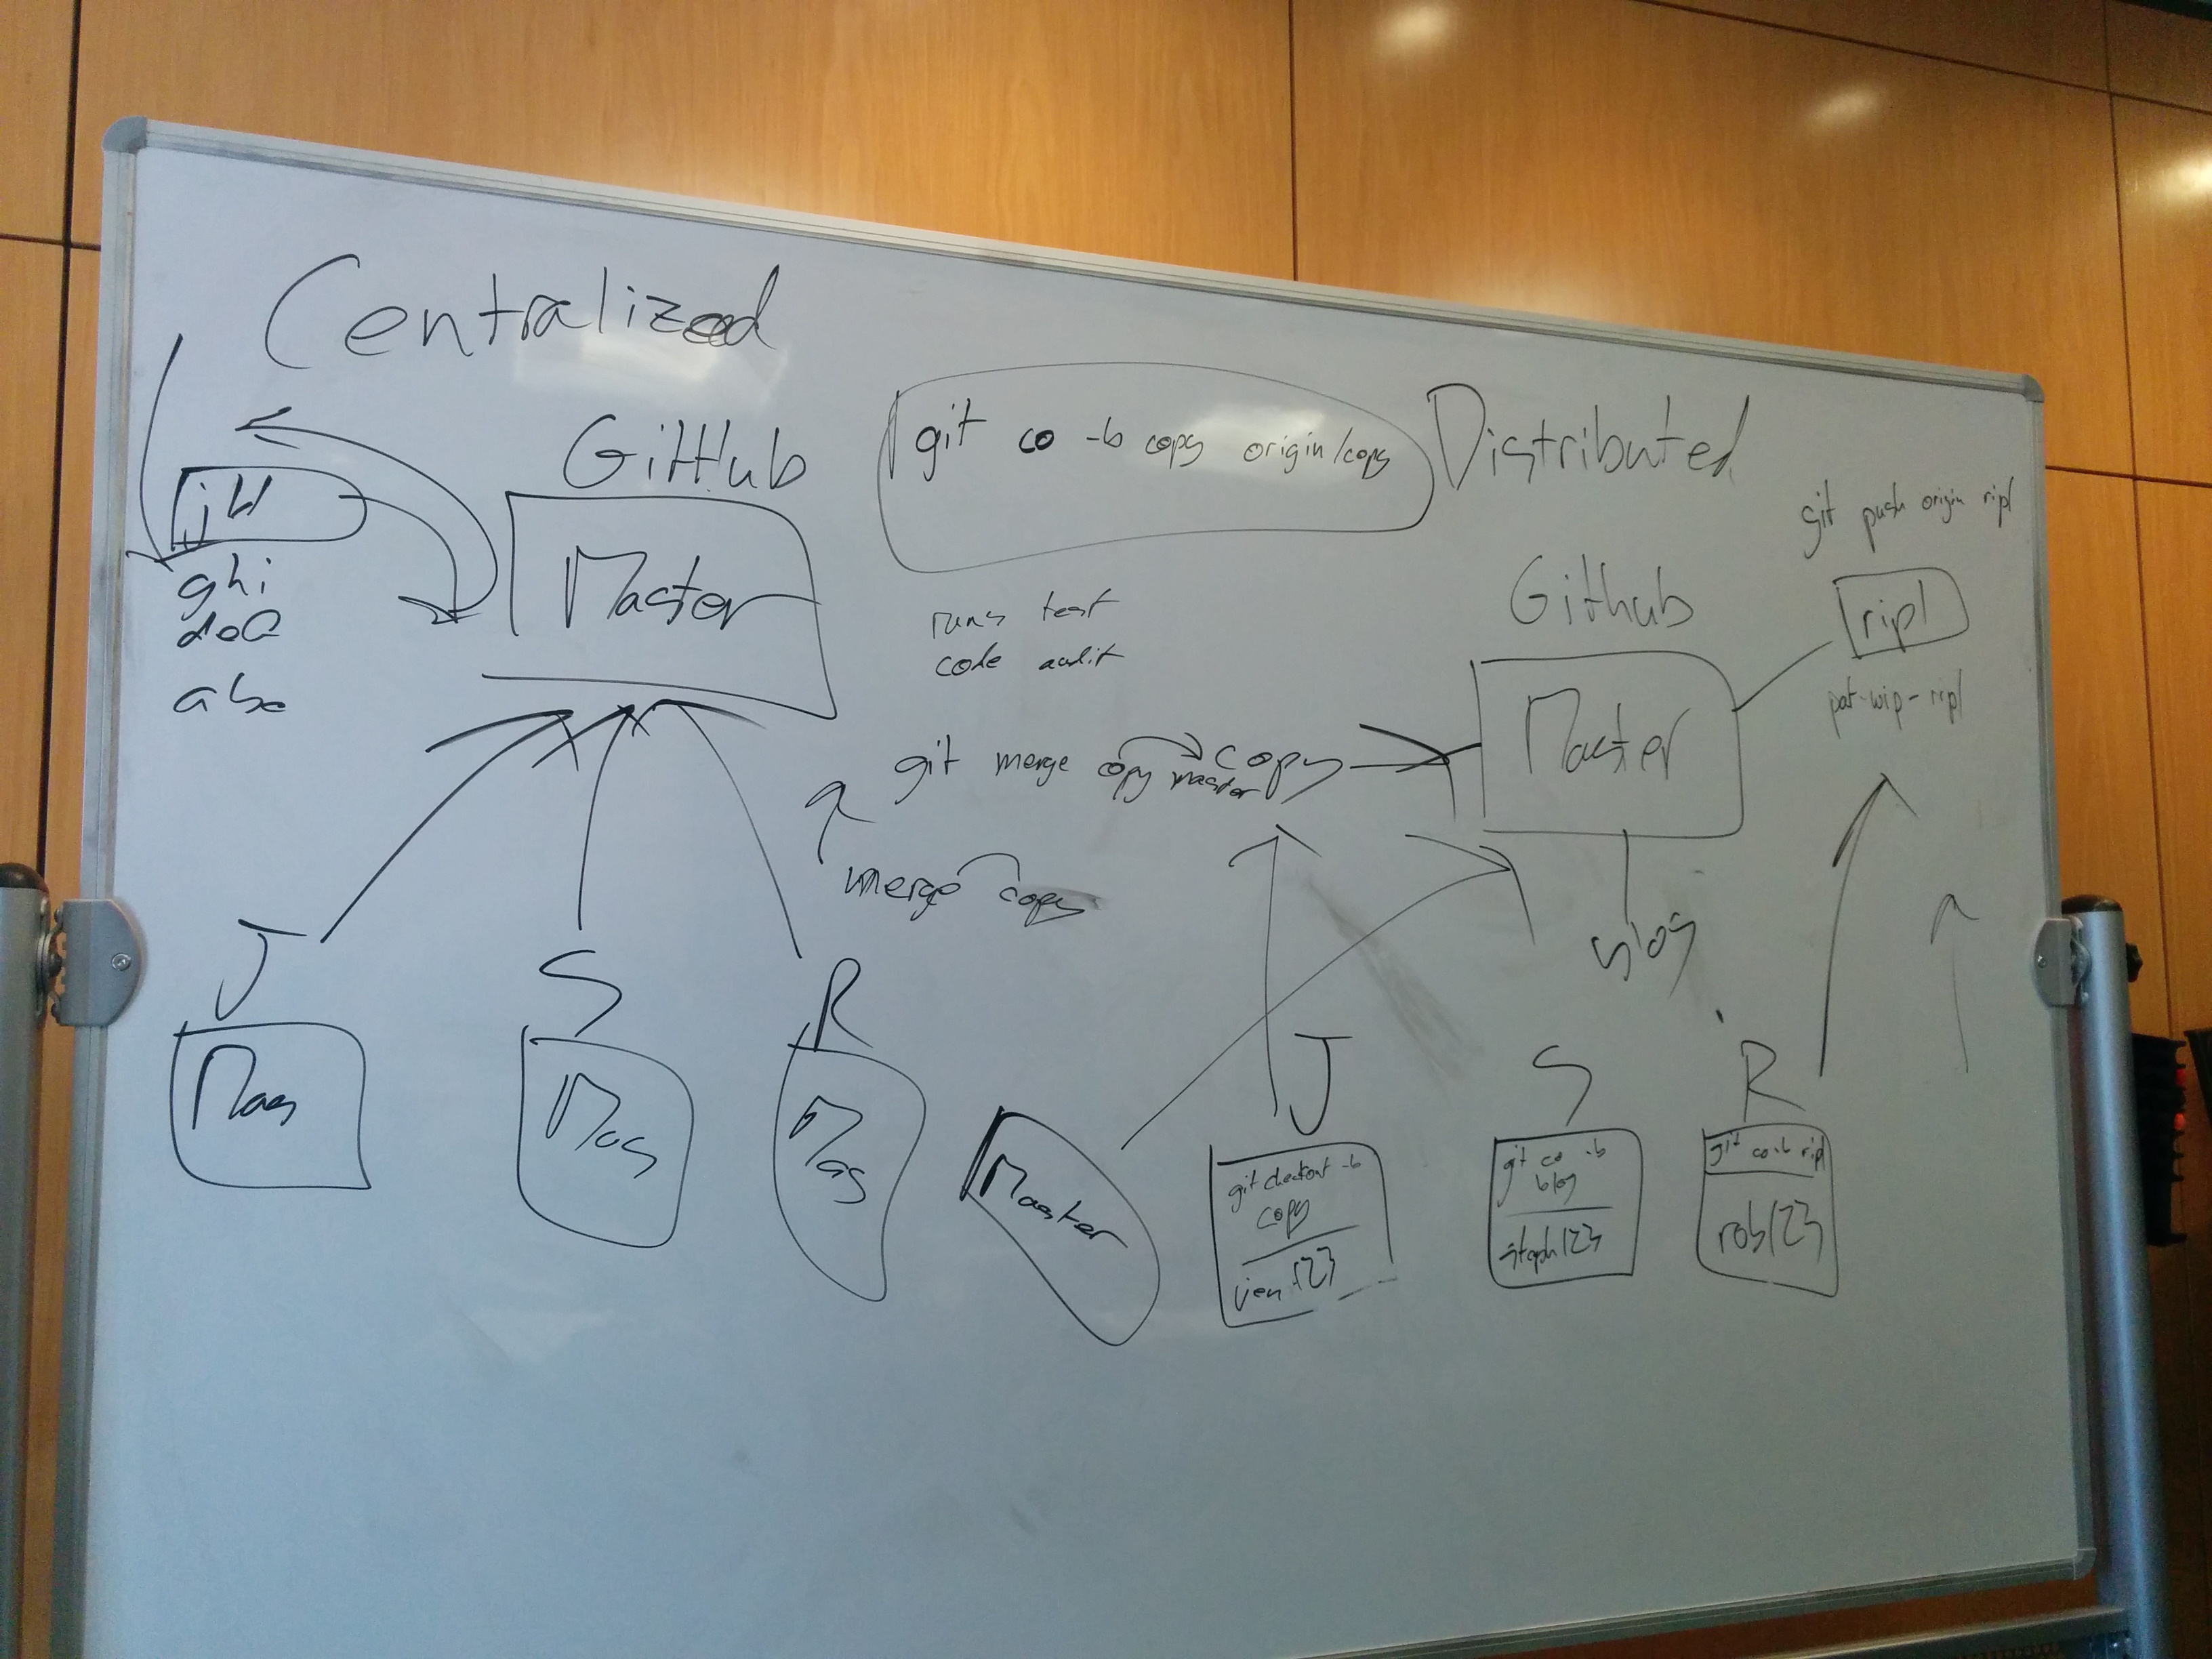 Centralized
GitHub
Master
ghi
def
abc
J
Mas
S
Mas
R
Mas
git co -b copy origin/copy
runs test
code audit
git merge copy master
copy
merge copy
Distributed
git push origin ripl
Github
Master
ripl
pat-wip-ripl
blog
Master
J
git checkout -b
copy
jen123
S
git co -b
blog
steph123
R
git co -b ripl
rob123